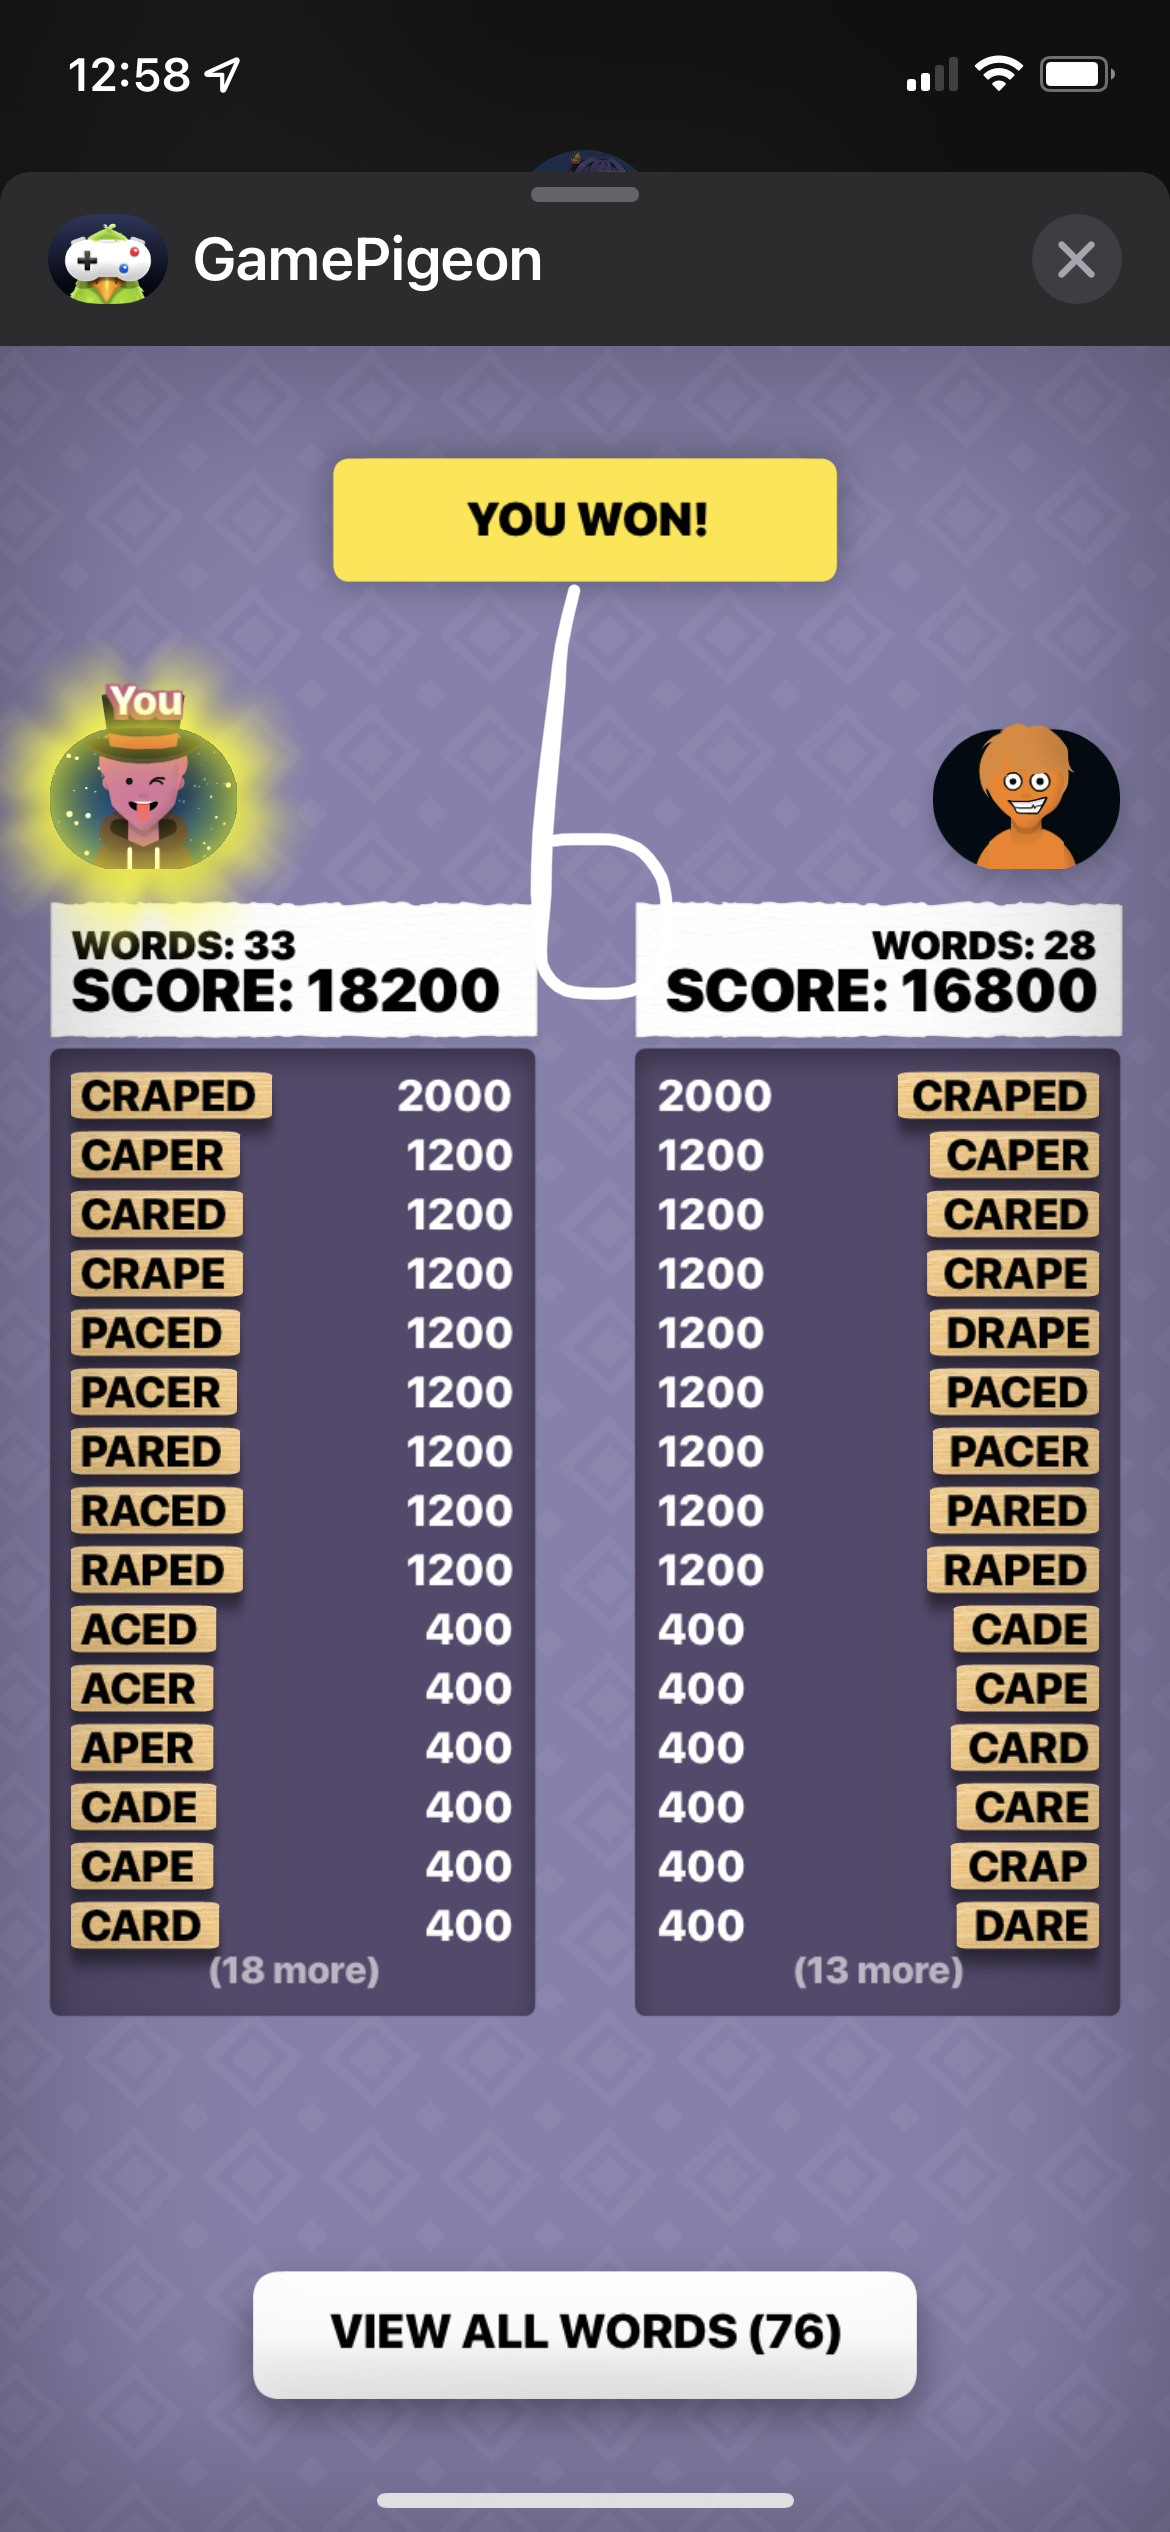 12:58
GamePigeon
YOU WON!
You
WORDS: 33
SCORE: 18200
WORDS: 28
SCORE: 16800
CRAPED 2000
CAPER 1200
CARED 1200
CRAPE 1200
PACED 1200
PACER 1200
PARED 1200
RACED 1200
RAPED 1200
ACED 400
ACER 400
APER 400
CADE 400
CAPE 400
CARD 400
(18 more)
2000 CRAPED
1200 CAPER
1200 CARED
1200 CRAPE
1200 DRAPE
1200 PACED
1200 PACER
1200 PARED
1200 RAPED
400 CADE
400 CAPE
400 CARD
400 CARE
400 CRAP
400 DARE
(13 more)
VIEW ALL WORDS (76)